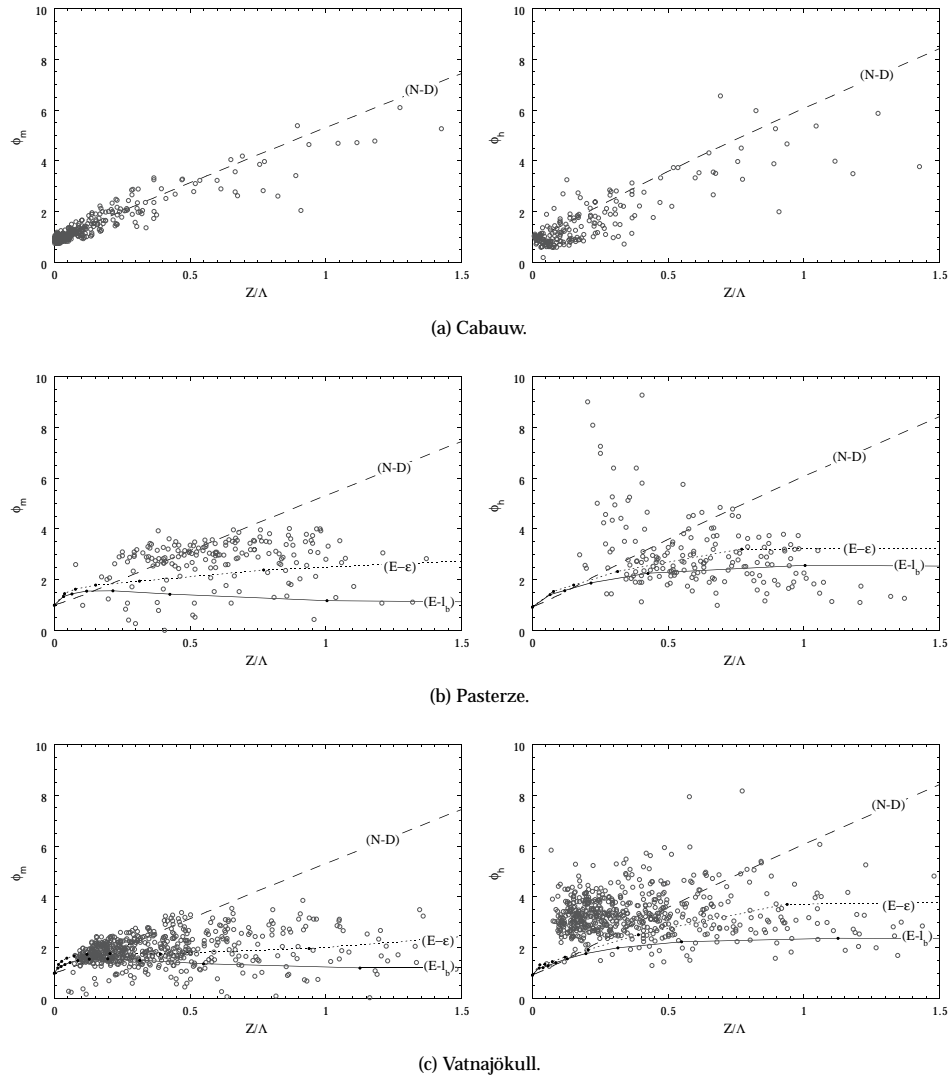 10
8
6
4
2
0
ϕm
(N-D)
0 0.5 1 1.5
Z/Λ
10
8
6
4
2
0
ϕh
(N-D)
0 0.5 1 1.5
Z/Λ
(a) Cabauw.
10
8
6
4
2
0
ϕm
(N-D)
(E–ε)
(E-lb)
0 0.5 1 1.5
Z/Λ
10
8
6
4
2
0
ϕh
(N-D)
(E–ε)
(E-lb)
0 0.5 1 1.5
Z/Λ
(b) Pasterze.
10
8
6
4
2
0
ϕm
(N-D)
(E–ε)
(E-lb)
0 0.5 1 1.5
Z/Λ
10
8
6
4
2
0
ϕh
(N-D)
(E–ε)
(E-lb)
0 0.5 1 1.5
Z/Λ
(c) Vatnajökull.